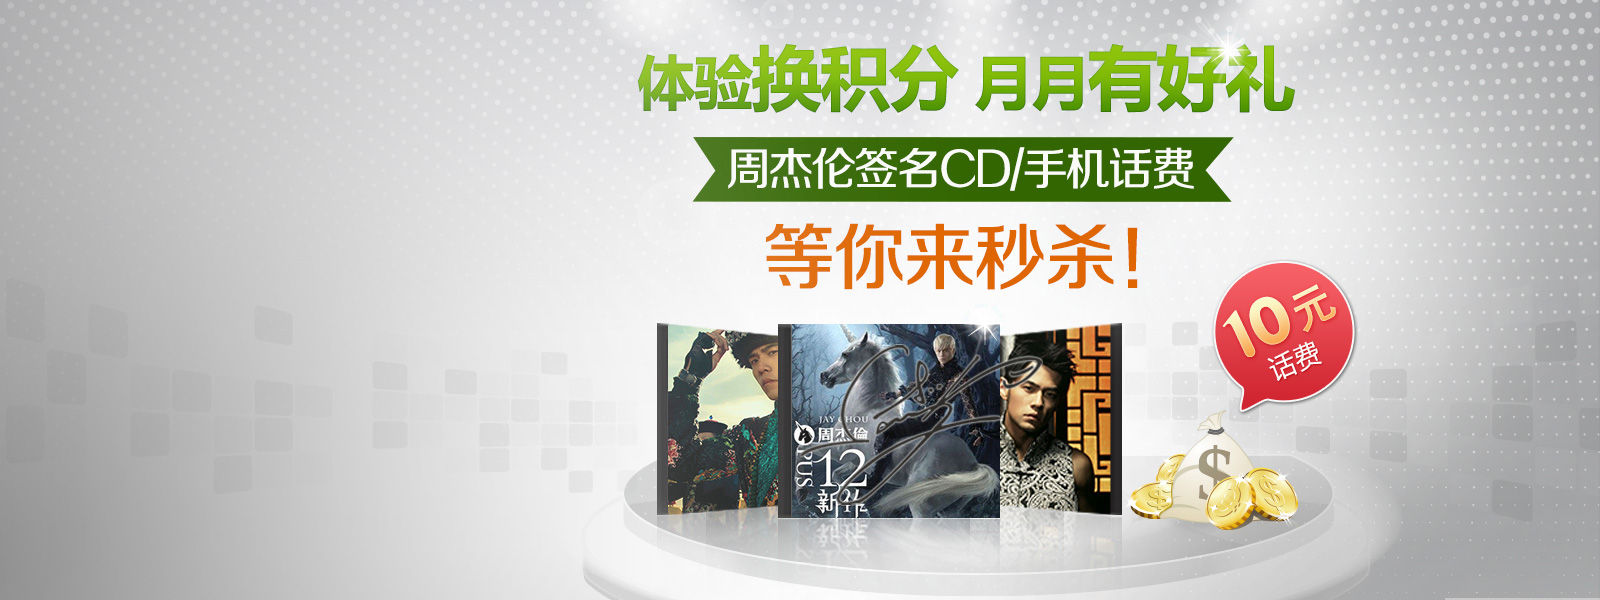 体验换积分 月月有好礼
周杰伦签名CD/手机话费
等你来秒杀!
10元
话费
JAY CHOU
周杰倫
12
新作
PUS
$